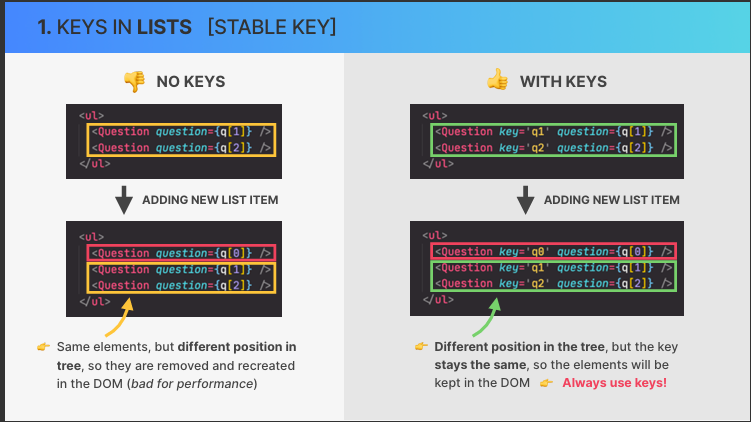 1. KEYS IN LISTS [STABLE KEY]
NO KEYS
<ul>
<Question question={q[1]} />
<Question question={q[2]} />
</ul>
ADDING NEW LIST ITEM
<ul>
<Question question={q[0]} />
<Question question={q[1]} />
<Question question={q[2]} />
</ul>
Same elements, but different position in
tree, so they are removed and recreated
in the DOM (bad for performance)
WITH KEYS
<ul>
<Question key='q1' question={q[1]} />
<Question key='q2' question={q[2]} />
</ul>
ADDING NEW LIST ITEM
<ul>
<Question key='q0' question={q[0]} />
<Question key='q1' question={q[1]} />
<Question key='q2' question={q[2]} />
</ul>
Different position in the tree, but the key
stays the same, so the elements will be
kept in the DOM Always use keys!